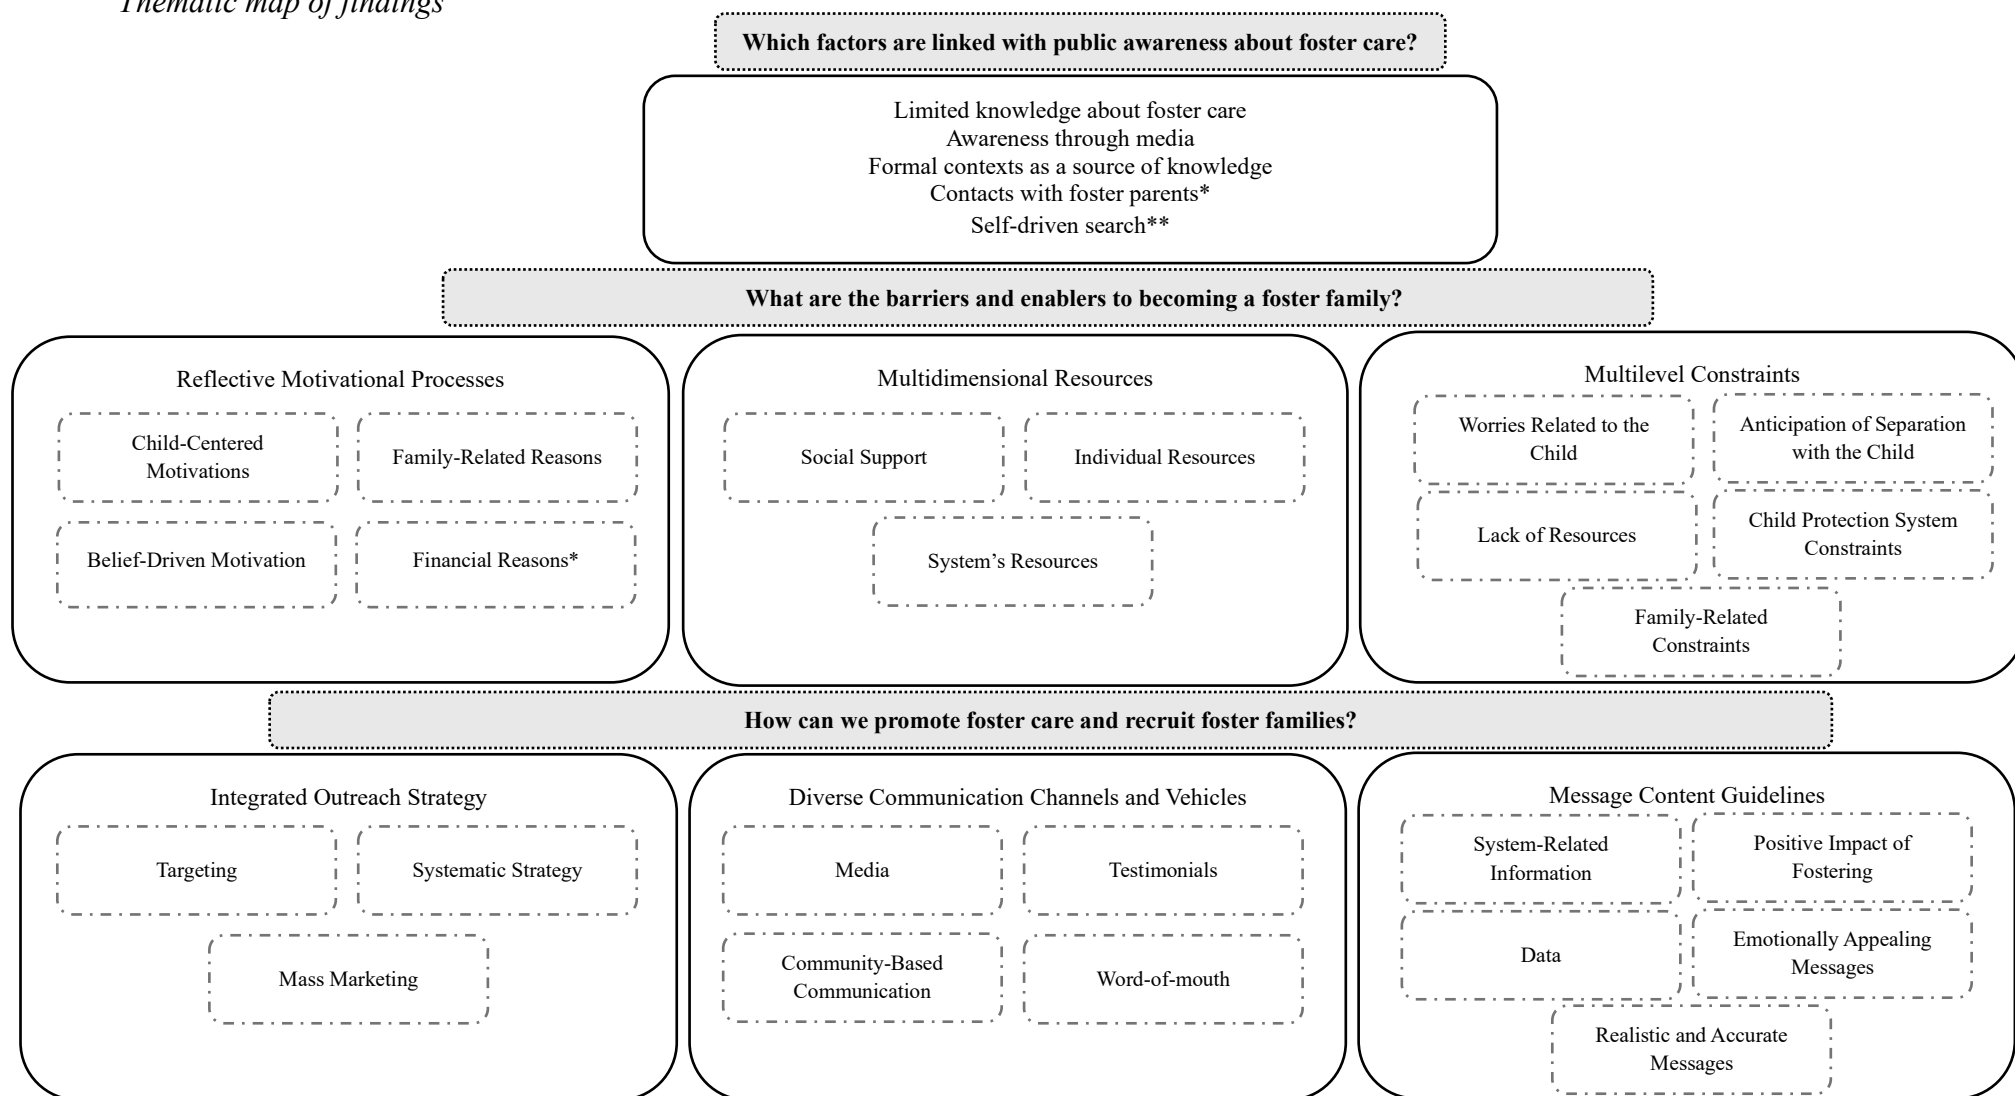 Thematic map of findings
Which factors are linked with public awareness about foster care?
Limited knowledge about foster care
Awareness through media
Formal contexts as a source of knowledge
Contacts with foster parents*
Self-driven search**
What are the barriers and enablers to becoming a foster family?
Reflective Motivational Processes
Child-Centered
Motivations
Family-Related Reasons
Belief-Driven Motivation
Financial Reasons*
Multidimensional Resources
Social Support
Individual Resources
System’s Resources
Multilevel Constraints
Worries Related to the
Child
Anticipation of Separation
with the Child
Lack of Resources
Child Protection System
Constraints
Family-Related
Constraints
How can we promote foster care and recruit foster families?
Integrated Outreach Strategy
Targeting
Systematic Strategy
Mass Marketing
Diverse Communication Channels and Vehicles
Media
Testimonials
Community-Based
Communication
Word-of-mouth
Message Content Guidelines
System-Related
Information
Positive Impact of
Fostering
Data
Emotionally Appealing
Messages
Realistic and Accurate
Messages